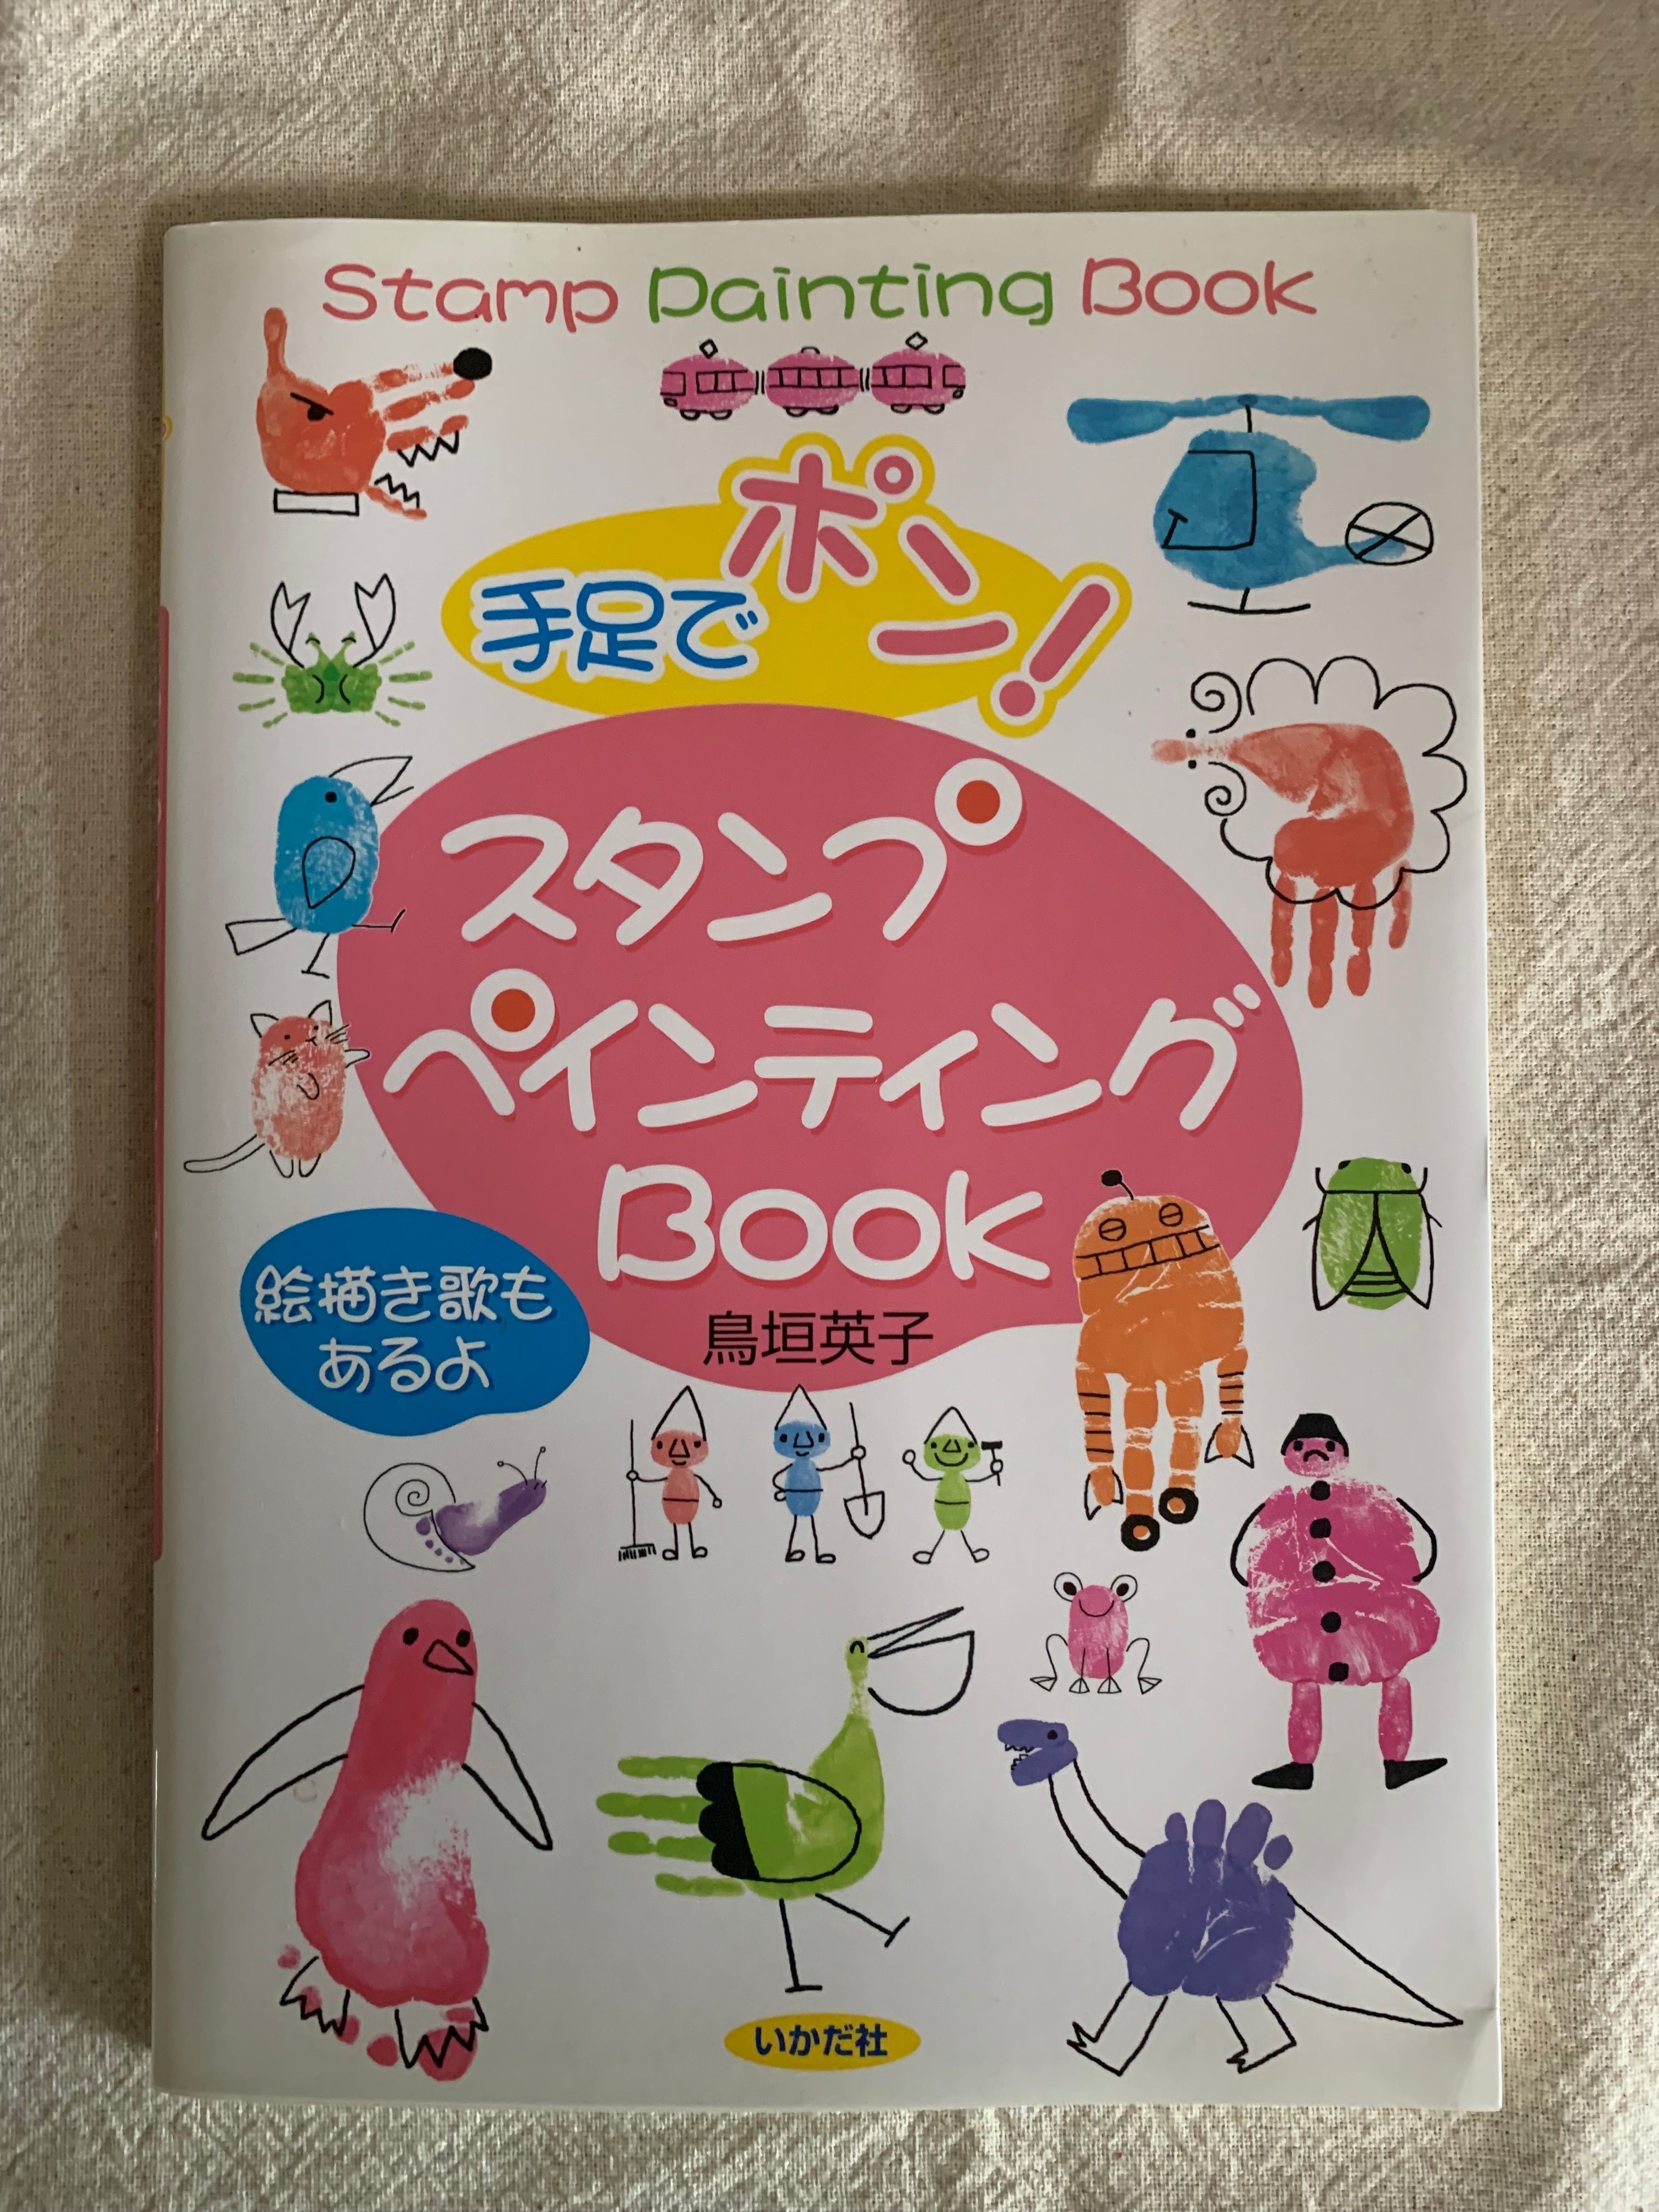 Stamp Painting Book
手足でポン！
スタンプ
ペインティング
Book
鳥垣英子
絵描き歌も
あるよ
いかだ社